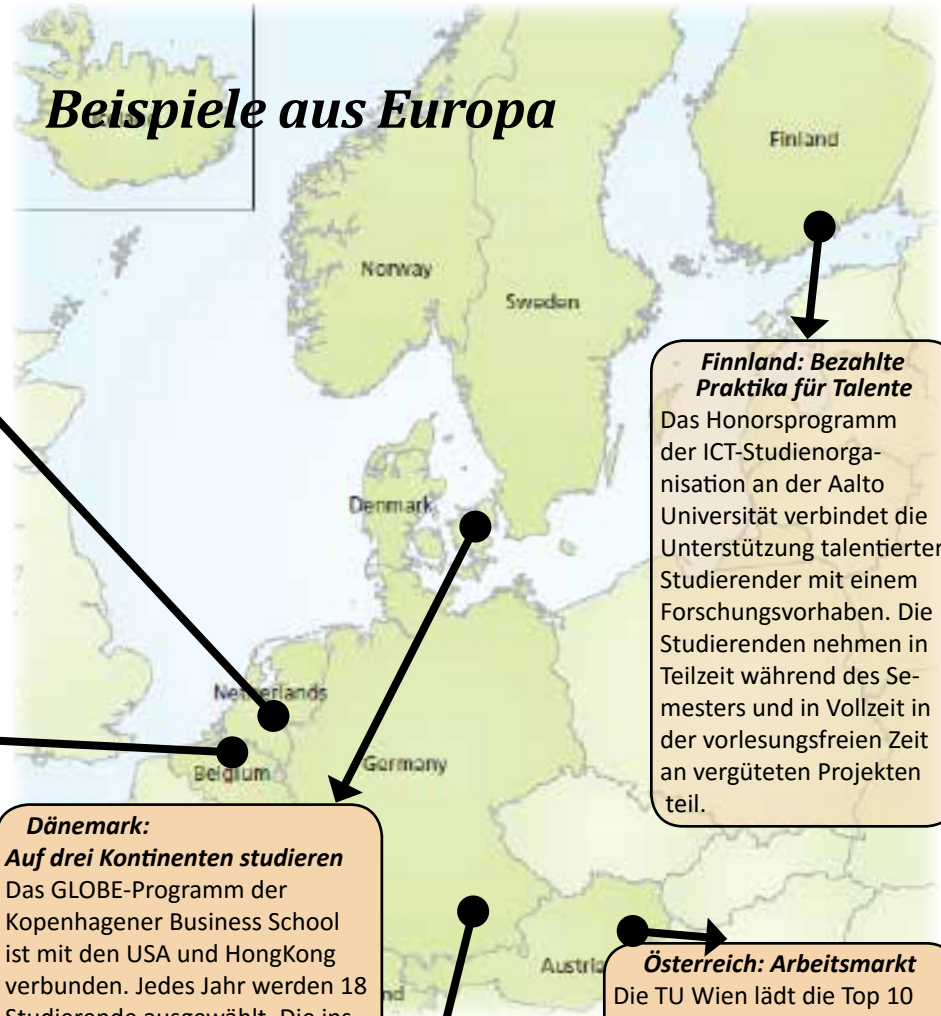 Beispiele aus Europa
Finland
Norway
Sweden
Finnland: Bezahlte
Praktika für Talente
Das Honorsprogramm
der ICT-Studienorga-
nisation an der Aalto
Universität verbindet die
Unterstützung talentierter
Studierender mit einem
Forschungsvorhaben. Die
Studierenden nehmen in
Teilzeit während des Se-
mesters und in Vollzeit in
der vorlesungsfreien Zeit
an vergüteten Projekten
teil.
Denmark
Netherlands
Belgium
Germany
Dänemark:
Auf drei Kontinenten studieren
Das GLOBE-Programm der
Kopenhagener Business School
ist mit den USA und HongKong
verbunden. Jedes Jahr werden 18
Studierende ausgewählt. Die ins-
Austria
Österreich: Arbeitsmarkt
Die TU Wien lädt die Top 10